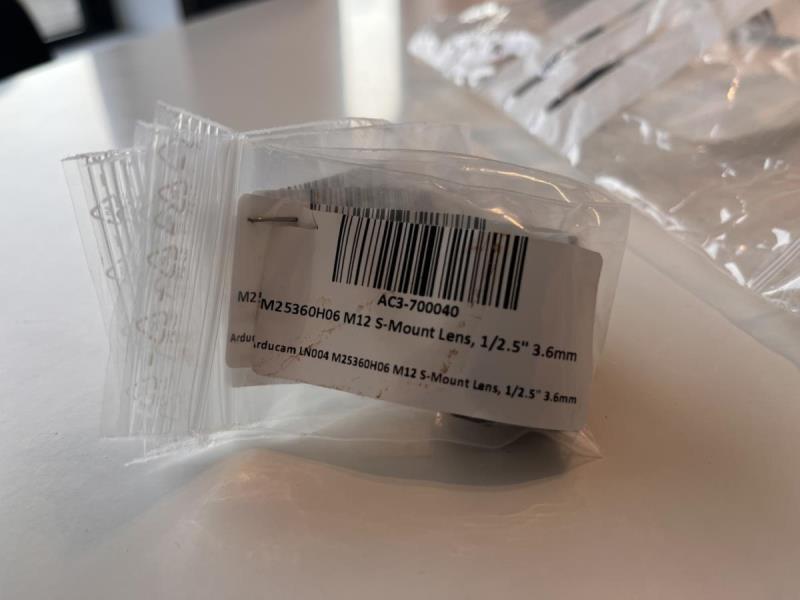 AC3-700040
M25360H06 M12 S-Mount Lens, 1/2.5" 3.6mm
Arducam LN004 M25360H06 M12 S-Mount Lens, 1/2.5" 3.6mm